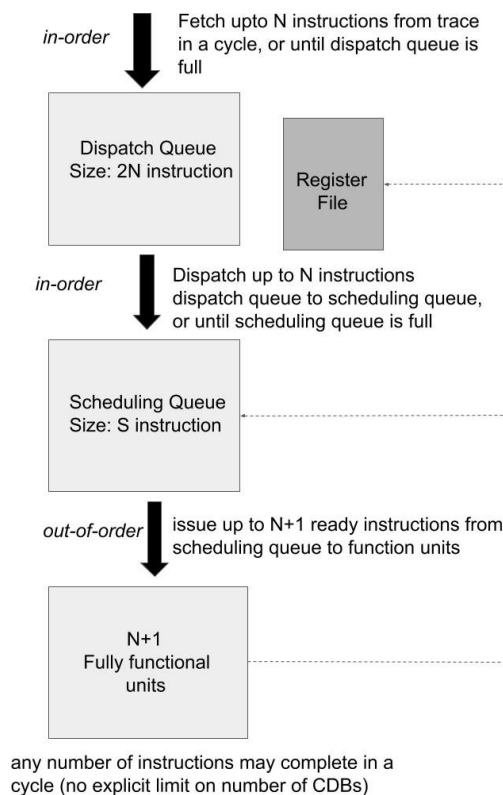 in-order
Fetch upto N instructions from trace
in a cycle, or until dispatch queue is
full
Dispatch Queue
Size: 2N instruction
Register
File
in-order
Dispatch up to N instructions
dispatch queue to scheduling queue,
or until scheduling queue is full
Scheduling Queue
Size: S instruction
out-of-order
issue up to N+1 ready instructions from
scheduling queue to function units
N+1
Fully functional
units
any number of instructions may complete in a
cycle (no explicit limit on number of CDBs)